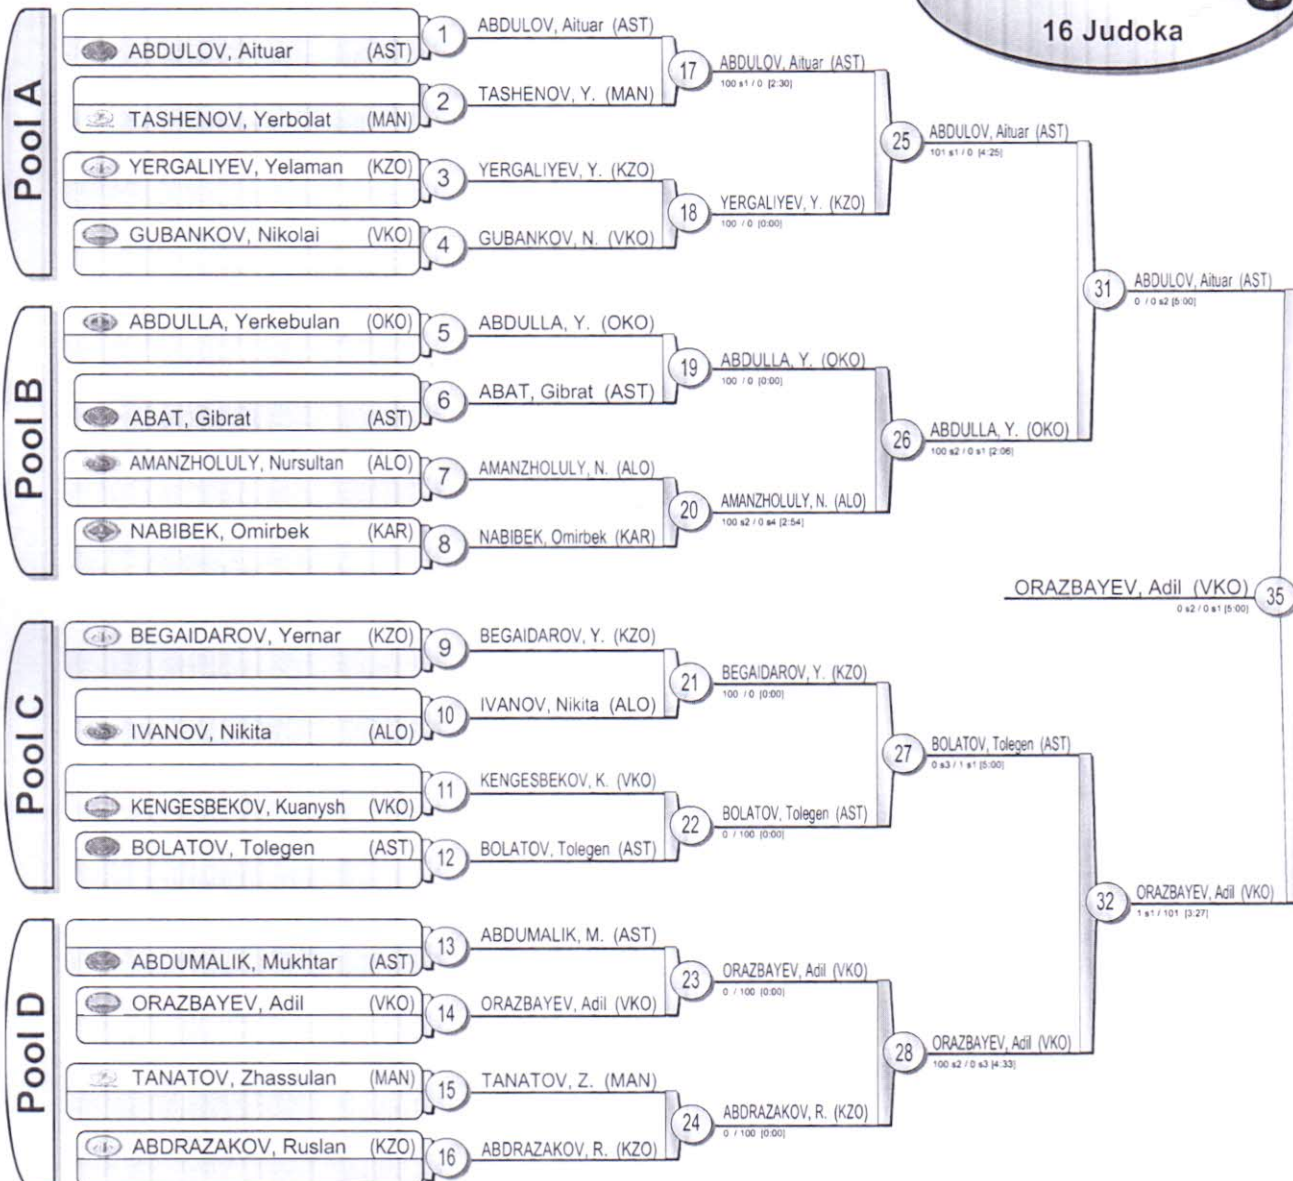 16 Judoka
Pool A
ABDULOV, Aituar (AST)
TASHENOV, Yerbolat (MAN)
YERGALIYEV, Yelaman (KZO)
GUBANKOV, Nikolai (VKO)
1 ABDULOV, Aituar (AST)
2 TASHENOV, Y. (MAN)
3 YERGALIYEV, Y. (KZO)
4 GUBANKOV, N. (VKO)
17 ABDULOV, Aituar (AST)
100 s1 / 0 [2:30]
18 YERGALIYEV, Y. (KZO)
100 / 0 [0:00]
25 ABDULOV, Aituar (AST)
101 s1 / 0 [4:25]
Pool B
ABDULLA, Yerkebulan (OKO)
ABAT, Gibrat (AST)
AMANZHOLULY, Nursultan (ALO)
NABIBEK, Omirbek (KAR)
5 ABDULLA, Y. (OKO)
6 ABAT, Gibrat (AST)
7 AMANZHOLULY, N. (ALO)
8 NABIBEK, Omirbek (KAR)
19 ABDULLA, Y. (OKO)
100 / 0 [0:00]
20 AMANZHOLULY, N. (ALO)
100 s2 / 0 s4 [2:54]
26 ABDULLA, Y. (OKO)
100 s2 / 0 s1 [2:06]
31 ABDULOV, Aituar (AST)
0 / 0 s2 [5:00]
ORAZBAYEV, Adil (VKO) 35
0 s2 / 0 s1 [5:00]
Pool C
BEGAIDAROV, Yernar (KZO)
IVANOV, Nikita (ALO)
KENGESBEKOV, Kuanysh (VKO)
BOLATOV, Tolegen (AST)
9 BEGAIDAROV, Y. (KZO)
10 IVANOV, Nikita (ALO)
11 KENGESBEKOV, K. (VKO)
12 BOLATOV, Tolegen (AST)
21 BEGAIDAROV, Y. (KZO)
100 / 0 [0:00]
22 BOLATOV, Tolegen (AST)
0 / 100 [0:00]
27 BOLATOV, Tolegen (AST)
0 s3 / 1 s1 [5:00]
Pool D
ABDUMALIK, Mukhtar (AST)
ORAZBAYEV, Adil (VKO)
TANATOV, Zhassulan (MAN)
ABDRAZAKOV, Ruslan (KZO)
13 ABDUMALIK, M. (AST)
14 ORAZBAYEV, Adil (VKO)
15 TANATOV, Z. (MAN)
16 ABDRAZAKOV, R. (KZO)
23 ORAZBAYEV, Adil (VKO)
0 / 100 [0:00]
24 ABDRAZAKOV, R. (KZO)
0 / 100 [0:00]
28 ORAZBAYEV, Adil (VKO)
100 s2 / 0 s3 [4:33]
32 ORAZBAYEV, Adil (VKO)
1 s1 / 101 [3:27]